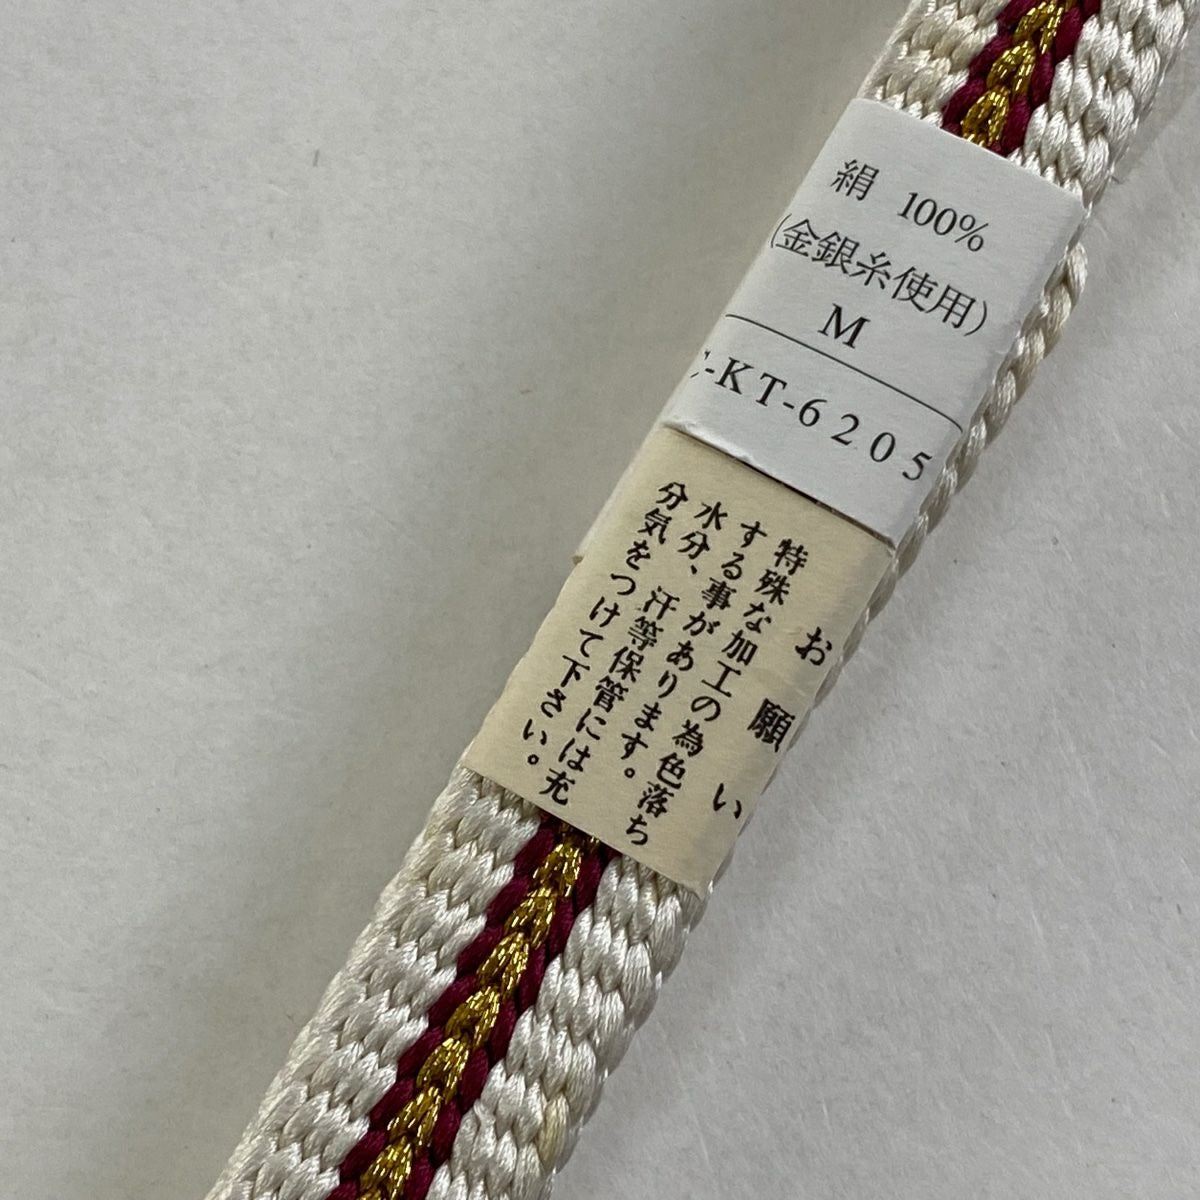 絹 100%
(金銀糸使用)
M
C-KT-6205
お願い
特殊な加工の為色落ち
する事があります。
水分、汗等保管には充
分気をつけて下さい。